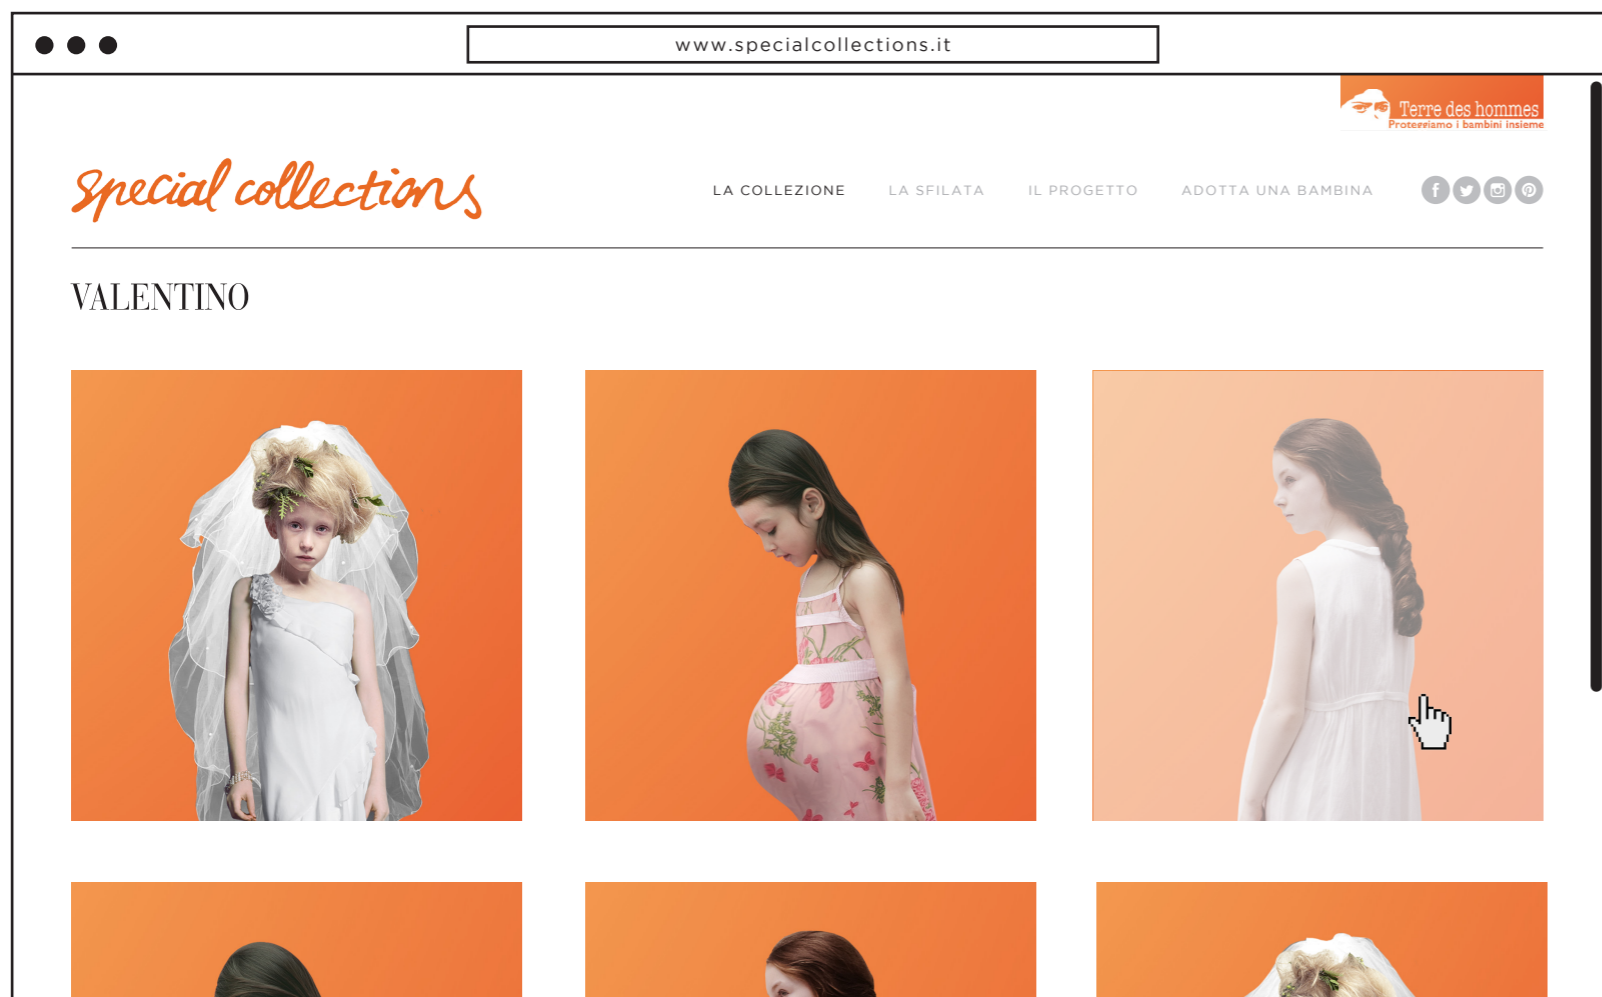 www.specialcollections.it
Terre des hommes
Proteggiamo i bambini insieme
special collections
LA COLLEZIONE
LA SFILATA
IL PROGETTO
ADOTTA UNA BAMBINA
VALENTINO